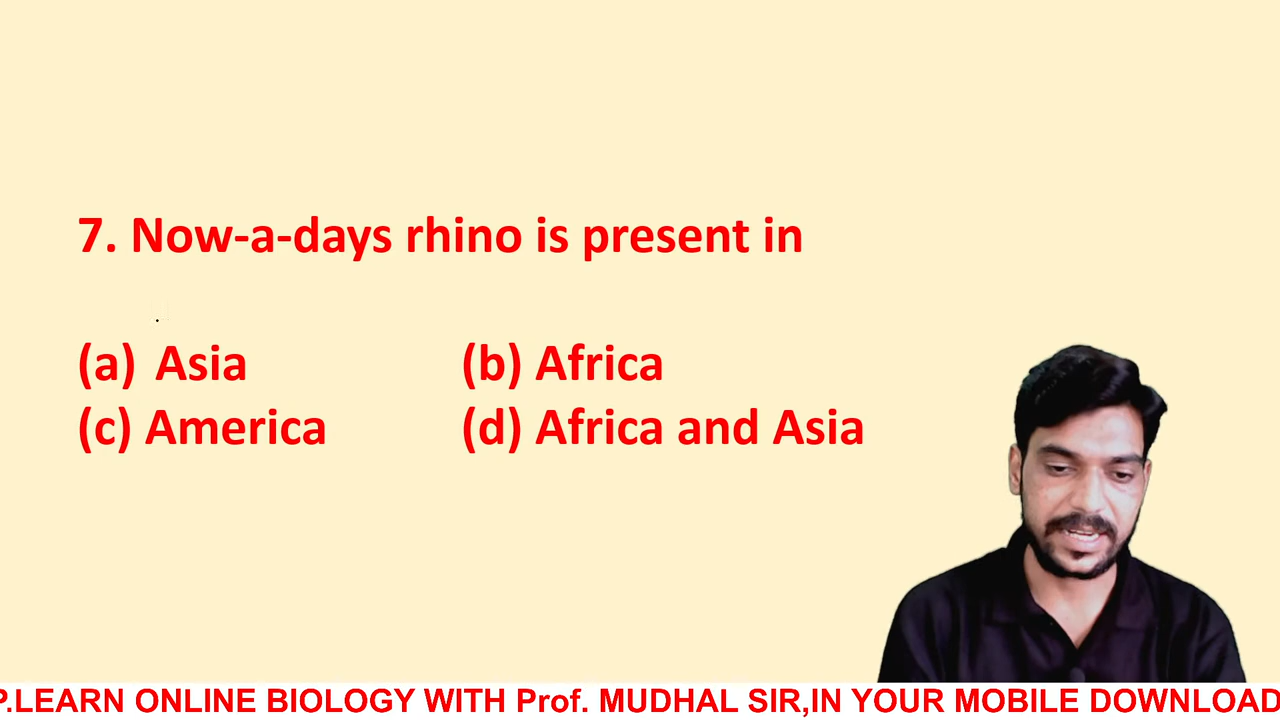 7. Now-a-days rhino is present in
(a) Asia (b) Africa
(c) America (d) Africa and Asia
P.LEARN ONLINE BIOLOGY WITH Prof. MUDHAL SIR,IN YOUR MOBILE DOWNLOAD